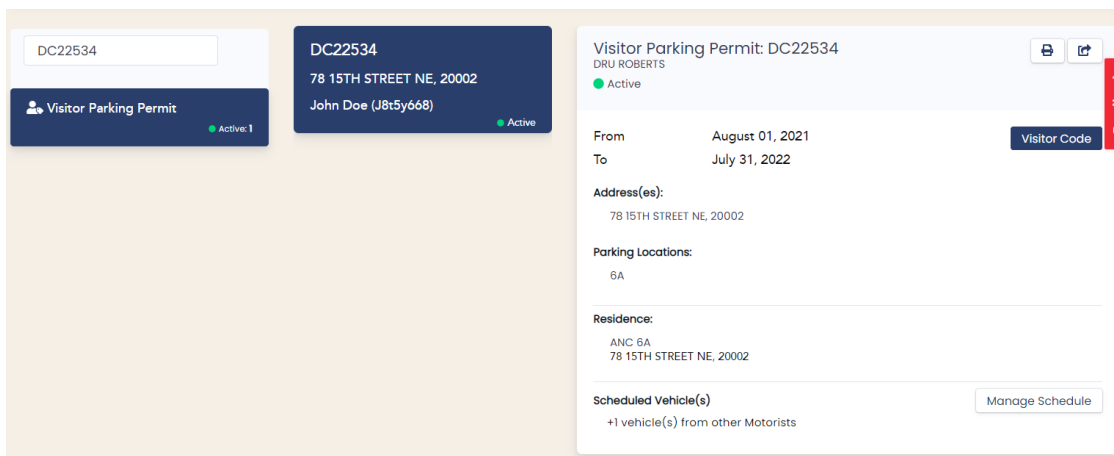 DC22534
Visitor Parking Permit
Active: 1
DC22534
78 15TH STREET NE, 20002
John Doe (J8t5y668)
Active
Visitor Parking Permit: DC22534
DRU ROBERTS
Active
From August 01, 2021
Visitor Code
To July 31, 2022
Address(es):
78 15TH STREET NE, 20002
Parking Locations:
6A
Residence:
ANC 6A
78 15TH STREET NE, 20002
Scheduled Vehicle(s)
Manage Schedule
+1 vehicle(s) from other Motorists